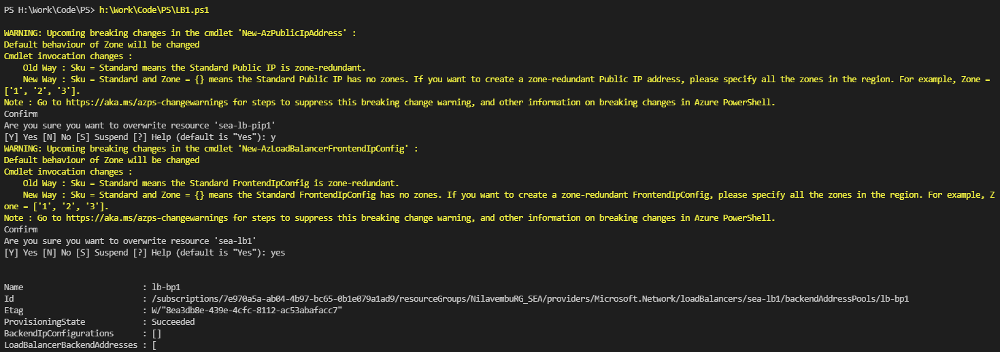 PS H:\Work\Code\PS> h:\Work\Code\PS\LB1.ps1
WARNING: Upcoming breaking changes in the cmdlet 'New-AzPublicIpAddress' :
Default behaviour of Zone will be changed
Cmdlet invocation changes :
    Old Way : Sku = Standard means the Standard Public IP is zone-redundant.
    New Way : Sku = Standard and Zone = {} means the Standard Public IP has no zones. If you want to create a zone-redundant Public IP address, please specify all the zones in the region. For example, Zone =
['1', '2', '3'].
Note : Go to https://aka.ms/azps-changewarnings for steps to suppress this breaking change warning, and other information on breaking changes in Azure PowerShell.
Confirm
Are you sure you want to overwrite resource 'sea-lb-pip1'
[Y] Yes [N] No [S] Suspend [?] Help (default is "Yes"): y
WARNING: Upcoming breaking changes in the cmdlet 'New-AzLoadBalancerFrontendIpConfig' :
Default behaviour of Zone will be changed
Cmdlet invocation changes :
    Old Way : Sku = Standard means the Standard FrontendIpConfig is zone-redundant.
    New Way : Sku = Standard and Zone = {} means the Standard FrontendIpConfig has no zones. If you want to create a zone-redundant FrontendIpConfig, please specify all the zones in the region. For example, Z
one = ['1', '2', '3'].
Note : Go to https://aka.ms/azps-changewarnings for steps to suppress this breaking change warning, and other information on breaking changes in Azure PowerShell.
Confirm
Are you sure you want to overwrite resource 'sea-lb1'
[Y] Yes [N] No [S] Suspend [?] Help (default is "Yes"): yes
Name                         : lb-bp1
Id                           : /subscriptions/7e970a5a-ab04-4b97-bc65-0b1e079a1ad9/resourceGroups/NilavembuRG_SEA/providers/Microsoft.Network/loadBalancers/sea-lb1/backendAddressPools/lb-bp1
Etag                         : W/"8ea3db8e-439e-4cfc-8112-ac53abafacc7"
ProvisioningState            : Succeeded
BackendIpConfigurations      : []
LoadBalancerBackendAddresses : [